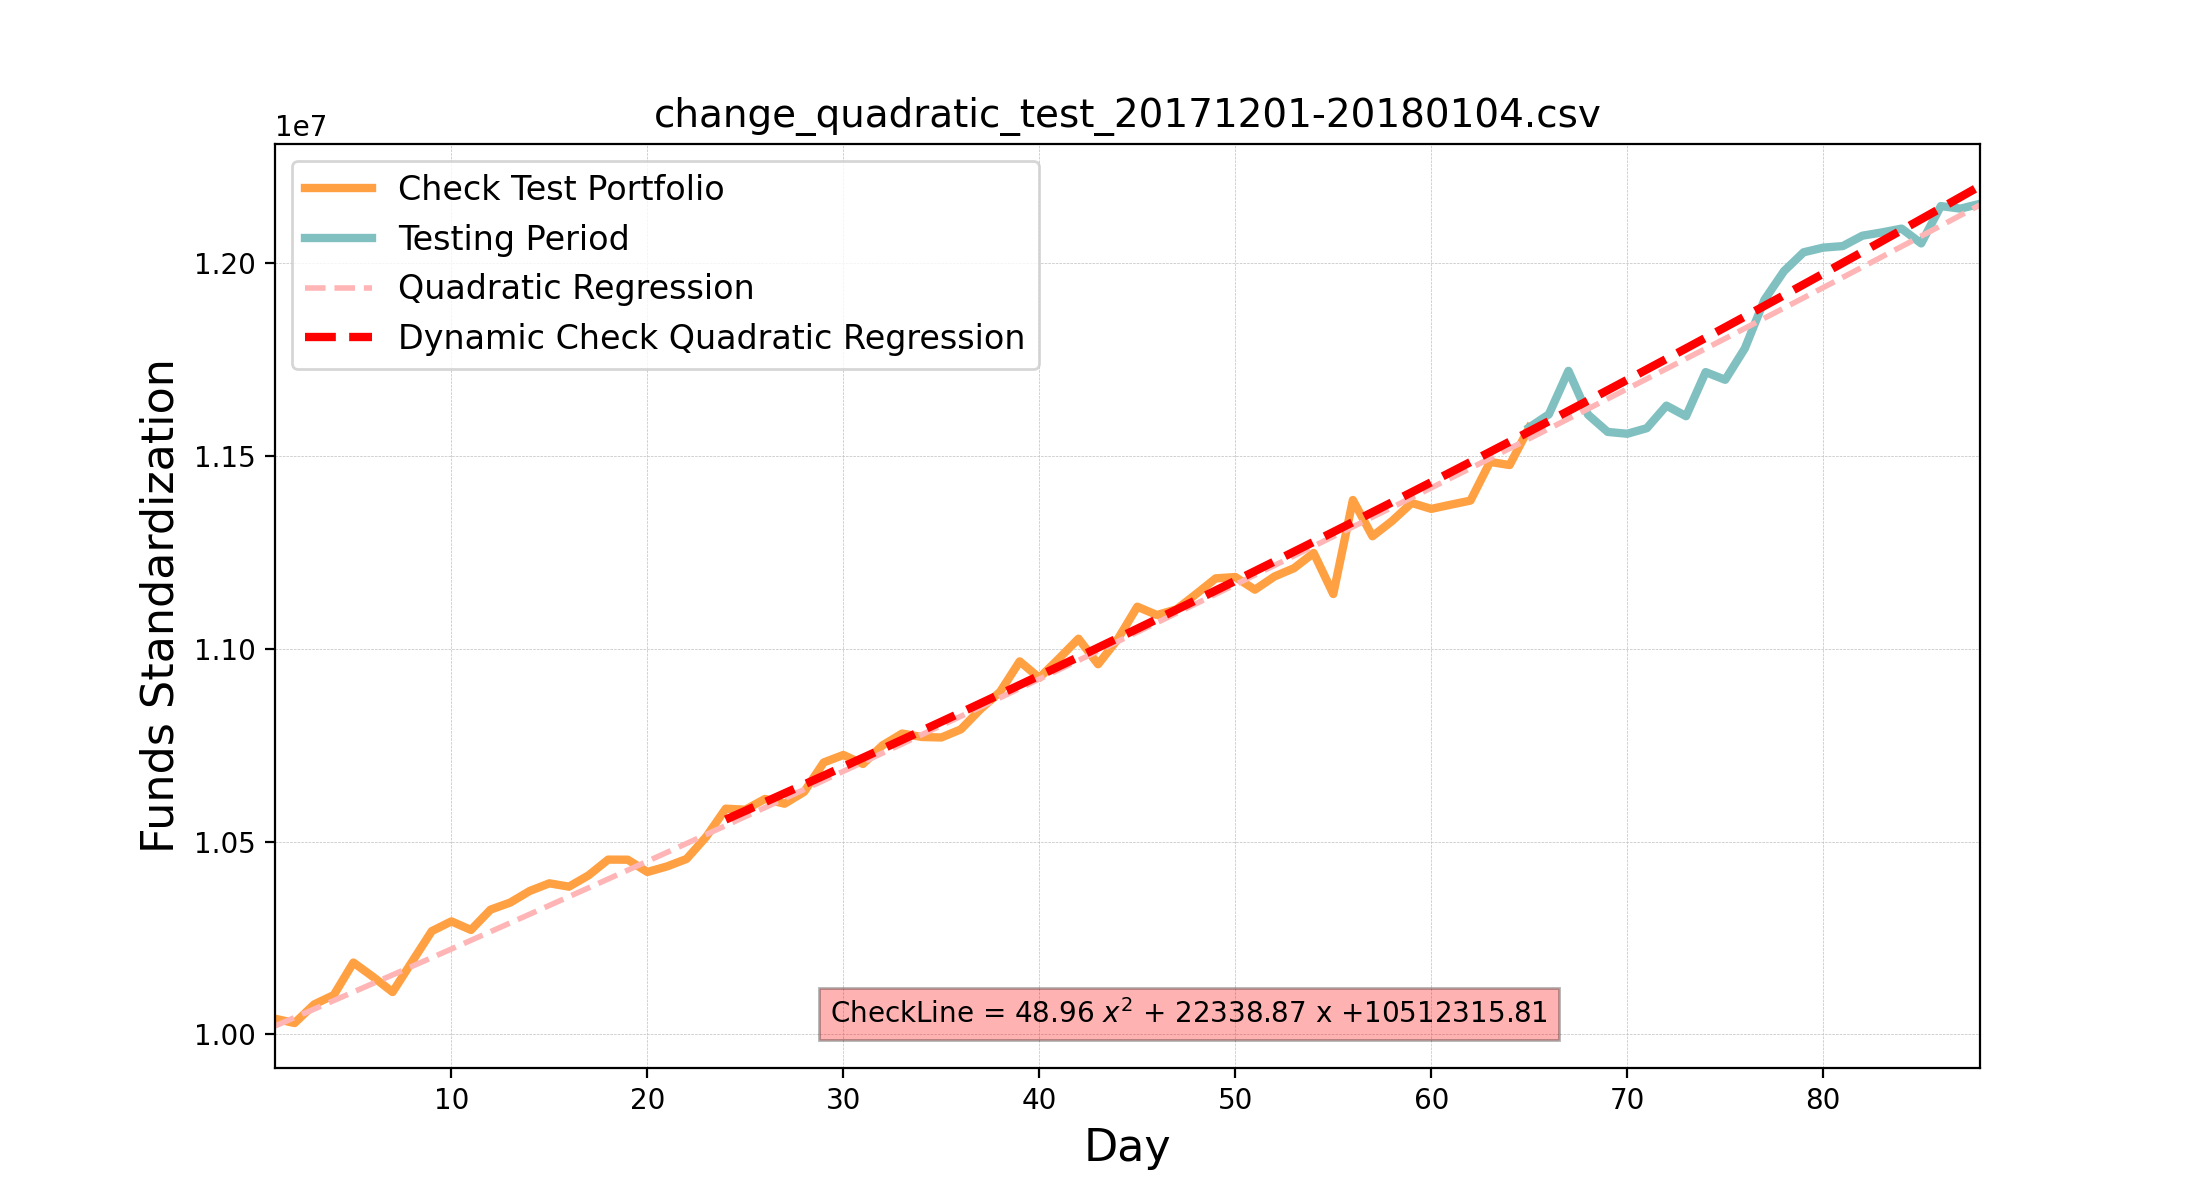 change_quadratic_test_20171201-20180104.csv
1e7
Check Test Portfolio
Testing Period
Quadratic Regression
Dynamic Check Quadratic Regression
Funds Standardization
1.20
1.15
1.10
1.05
1.00
CheckLine = 48.96 x² + 22338.87 x +10512315.81
10 20 30 40 50 60 70 80
Day